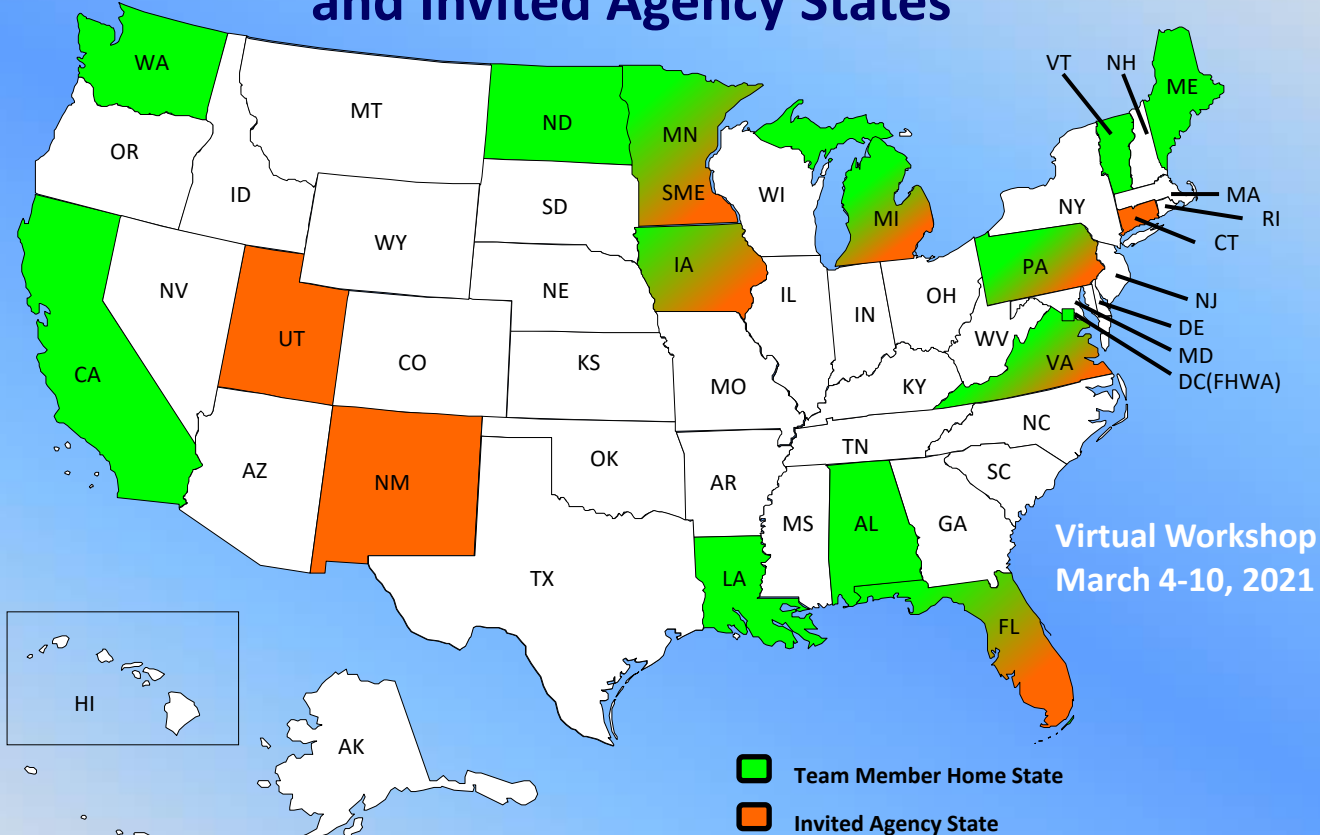 and Invited Agency States
WA
MT
ND
MN
VT
NH
ME
OR
ID
SD
SME
WI
MI
NY
MA
RI
CT
WY
NV
NE
IA
IL
IN
OH
PA
NJ
DE
MD
DC(FHWA)
UT
CO
KS
MO
KY
WV
VA
CA
AZ
NM
OK
AR
TN
NC
SC
MS
AL
GA
TX
LA
FL
Virtual Workshop
March 4-10, 2021
HI
AK
Team Member Home State
Invited Agency State